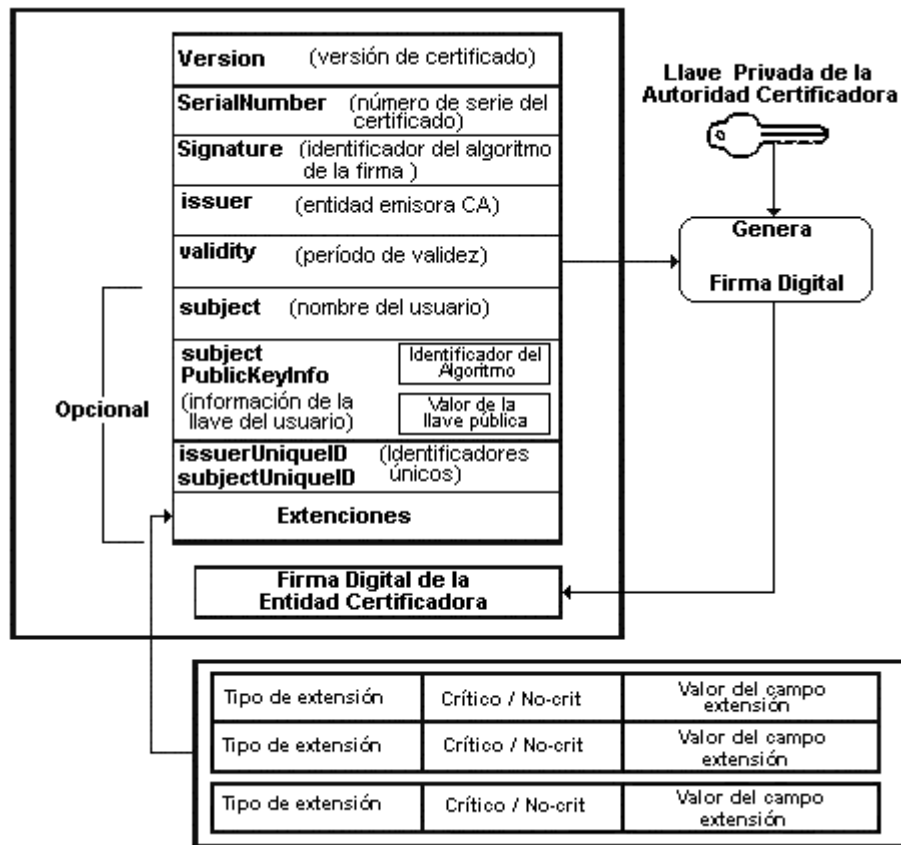 Version (versión de certificado)
SerialNumber (número de serie del
certificado)
Signature (identificador del algoritmo
de la firma )
issuer (entidad emisora CA)
validity (período de validez)
subject (nombre del usuario)
subject
PublicKeyInfo
(información de la
llave del usuario)
Identificador del
Algoritmo
Valor de la
llave pública
issuerUniqueID (Identificadores
subjectUniqueID únicos)
Extenciones
Opcional
Firma Digital de la
Entidad Certificadora
Llave Privada de la
Autoridad Certificadora
Genera
Firma Digital
Tipo de extensión Crítico / No-crit Valor del campo
extensión
Tipo de extensión Crítico / No-crit Valor del campo
extensión
Tipo de extensión Crítico / No-crit Valor del campo
extensión